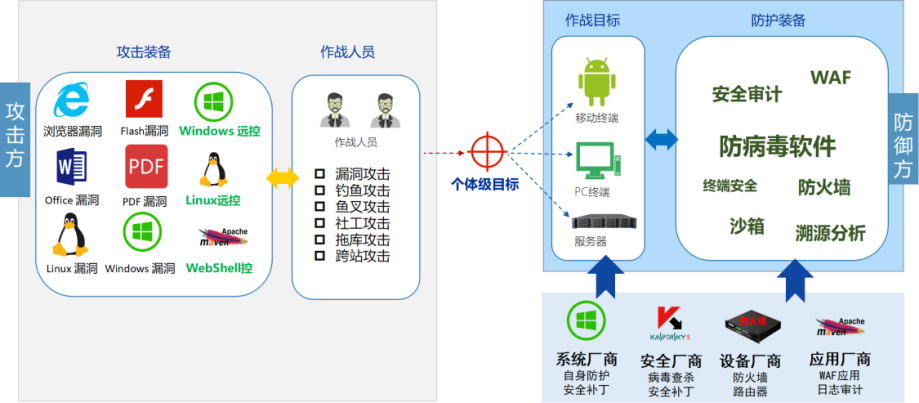 攻击方
攻击装备
浏览器漏洞
Flash漏洞
Windows 远控
W
PDF
Office 漏洞
PDF 漏洞
Linux远控
Apache
maven
Linux 漏洞
Windows 漏洞
WebShell控
作战人员
作战人员
漏洞攻击
钓鱼攻击
鱼叉攻击
社工攻击
拖库攻击
跨站攻击
个体级目标
作战目标
移动终端
PC终端
服务器
防护装备
安全审计
WAF
防病毒软件
终端安全
防火墙
沙箱
溯源分析
防御方
系统厂商
自身防护
安全补丁
KASPERSKY
安全厂商
病毒查杀
安全补丁
防火墙
设备厂商
防火墙
路由器
Apache
maven
应用厂商
WAF应用
日志审计